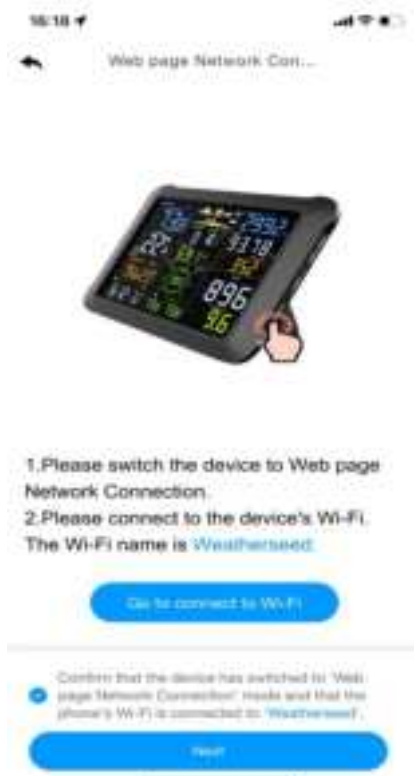 16:18
Web page Network Con...
896
9.6
1.Please switch the device to Web page
Network Connection.
2.Please connect to the device's Wi-Fi.
The Wi-Fi name is Weatherseed.
Go to connect to Wi-Fi
Confirm that the device has switched to 'Web
page Network Connection' mode and that the
phone's Wi-Fi is connected to 'Weatherseed'.
Next